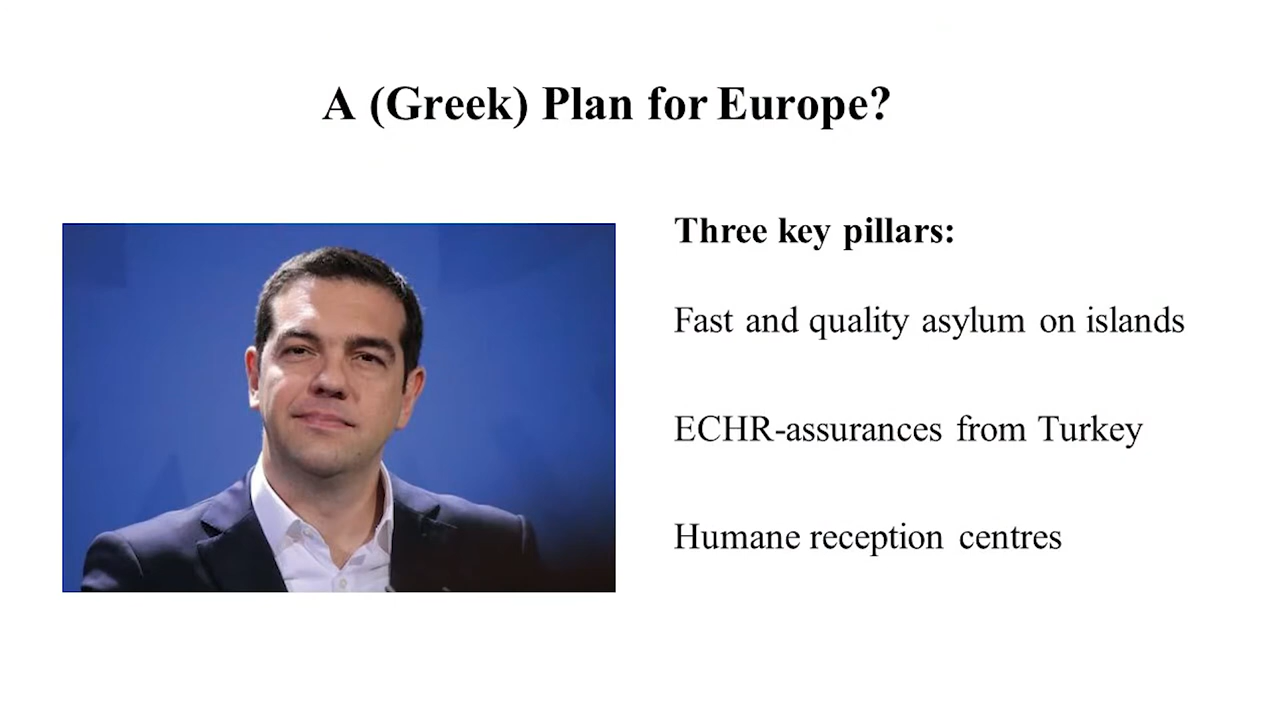 A (Greek) Plan for Europe?
Three key pillars:
Fast and quality asylum on islands
ECHR-assurances from Turkey
Humane reception centres